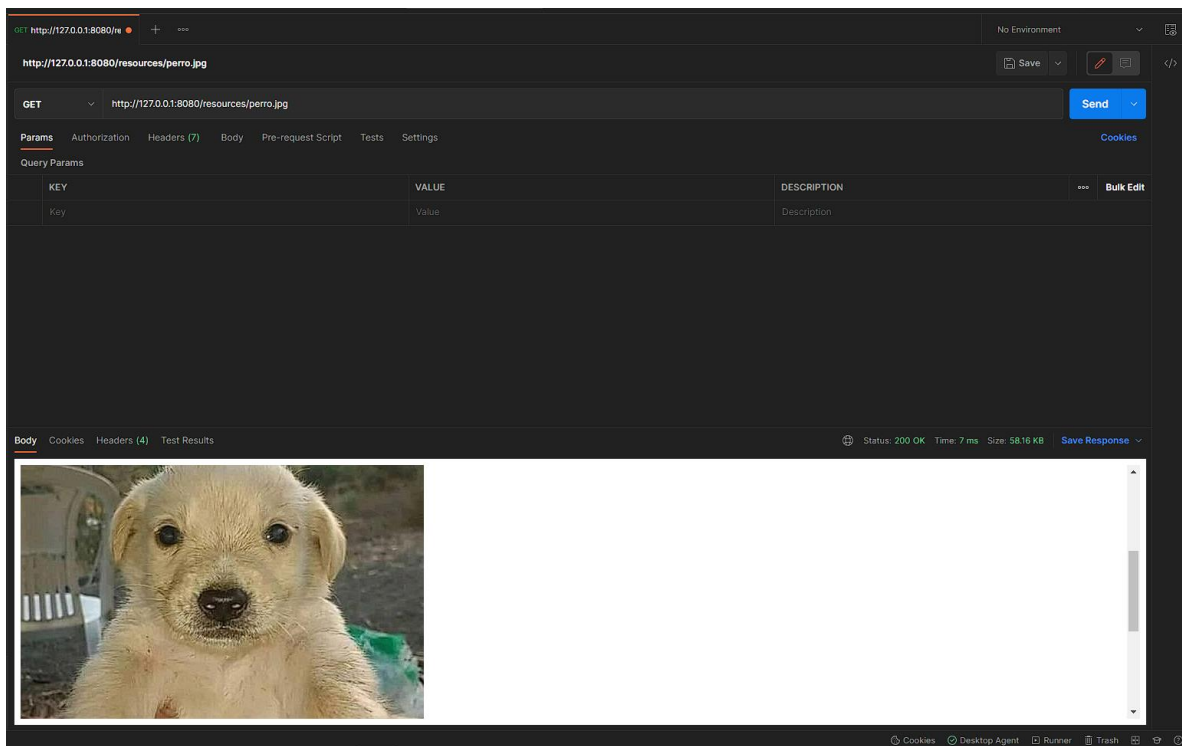 GET http://127.0.0.1:8080/re
No Environment
http://127.0.0.1:8080/resources/perro.jpg
Save
GET http://127.0.0.1:8080/resources/perro.jpg
Send
Params Authorization Headers (7) Body Pre-request Script Tests Settings
Cookies
Query Params
KEY VALUE DESCRIPTION
Bulk Edit
Key Value Description
Body Cookies Headers (4) Test Results
Status: 200 OK Time: 7 ms Size: 58.16 KB Save Response
Cookies Desktop Agent Runner Trash